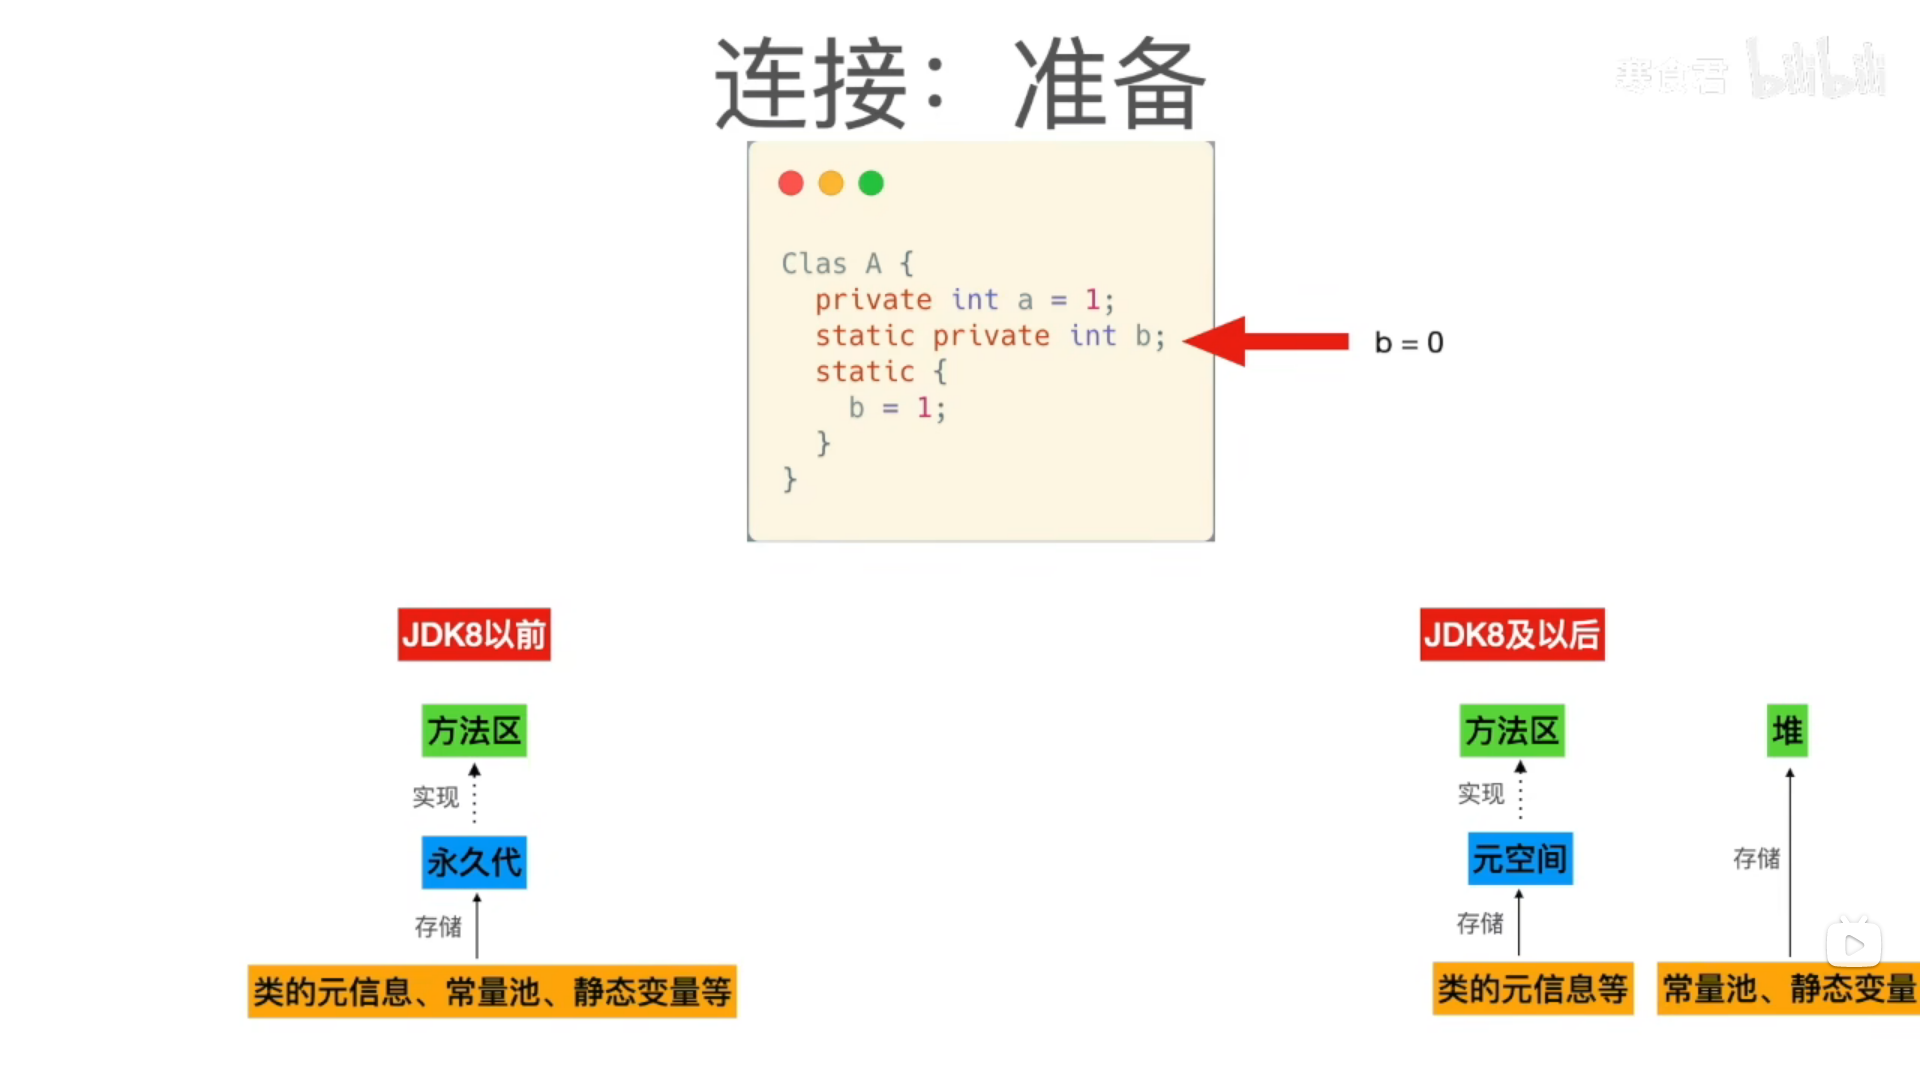 连接：准备
寒食君 bilibili
Clas A {
private int a = 1;
static private int b;
static {
b = 1;
}
}
b = 0
JDK8以前
方法区
实现
永久代
存储
类的元信息、常量池、静态变量等
JDK8及以后
方法区
堆
实现
元空间
存储
存储
类的元信息等
常量池、静态变量